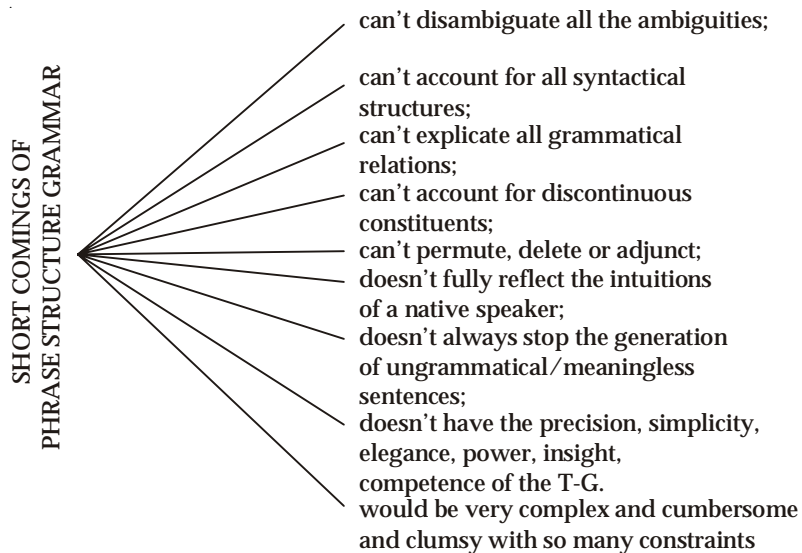 SHORT COMINGS OF
PHRASE STRUCTURE GRAMMAR
can't disambiguate all the ambiguities;
can't account for all syntactical
structures;
can't explicate all grammatical
relations;
can't account for discontinuous
constituents;
can't permute, delete or adjunct;
doesn't fully reflect the intuitions
of a native speaker;
doesn't always stop the generation
of ungrammatical/meaningless
sentences;
doesn't have the precision, simplicity,
elegance, power, insight,
competence of the T-G.
would be very complex and cumbersome
and clumsy with so many constraints